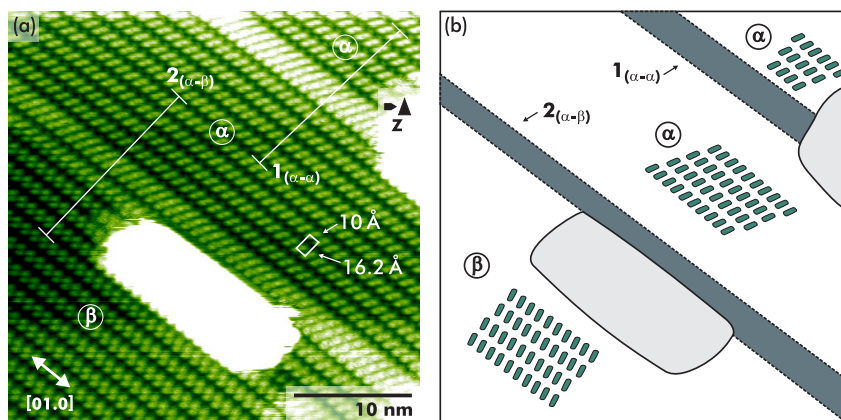 (a)
α
2(α-β)
z
α
1(α-α)
10 Å
16.2 Å
β
[01.0]
10 nm
(b)
α
1(α-α)
2(α-β)
α
β